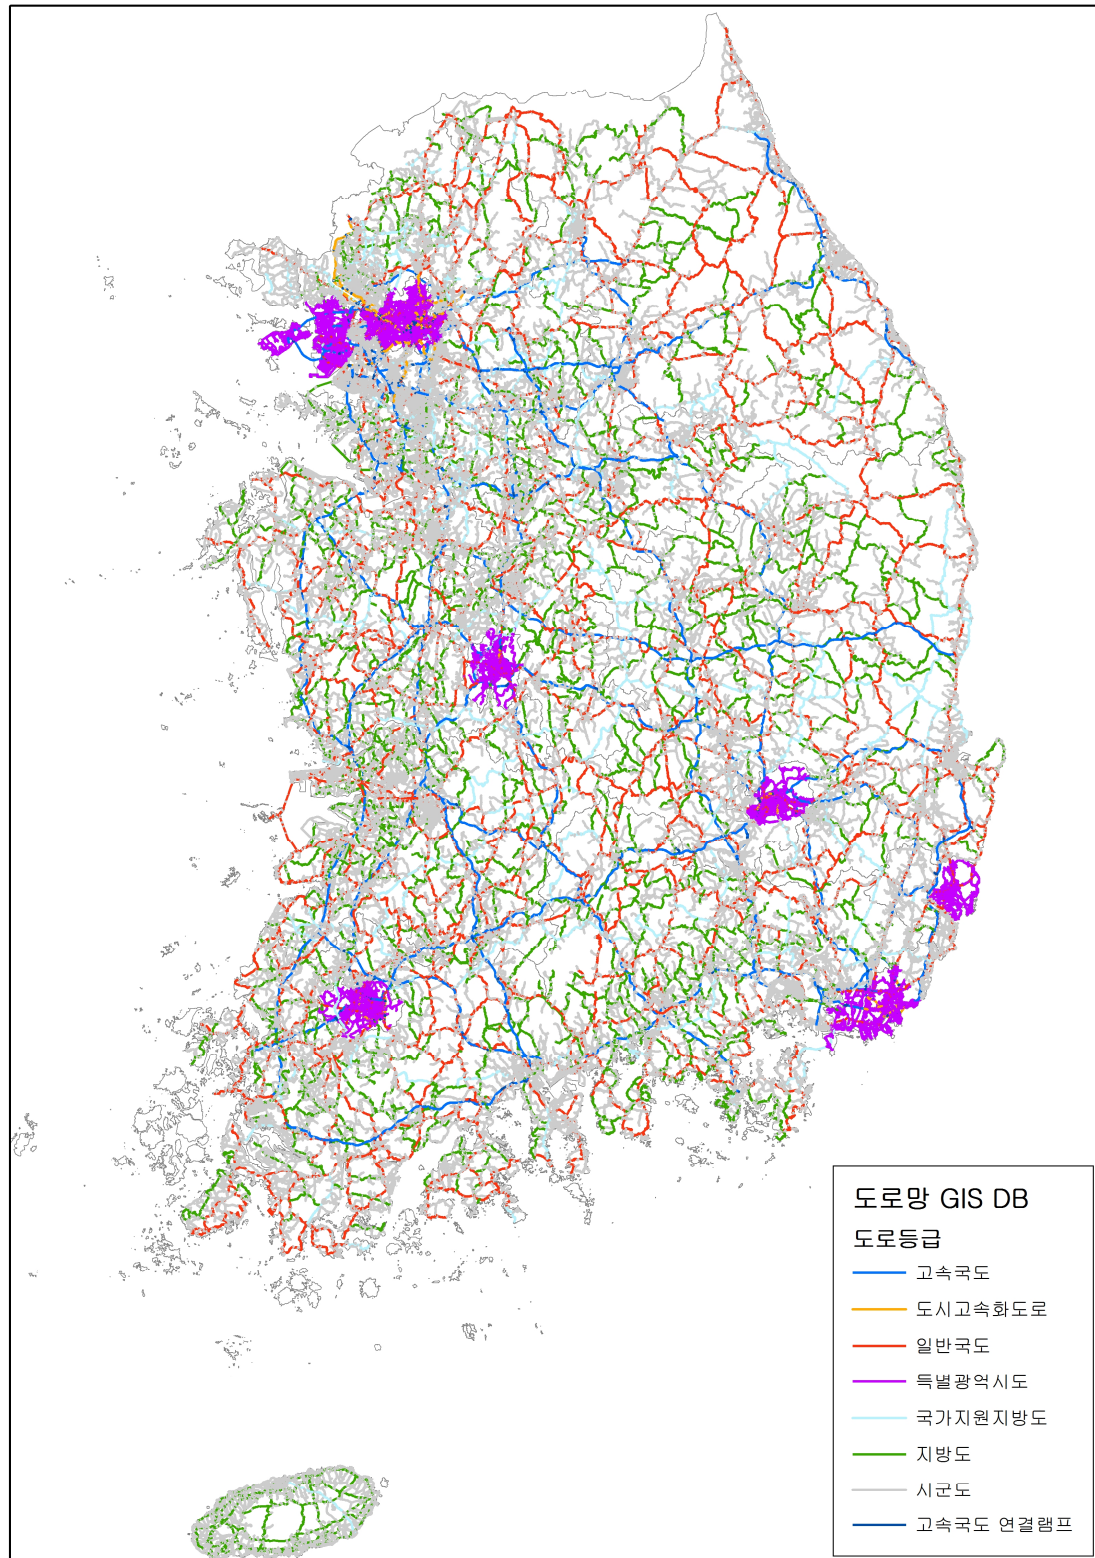 도로망 GIS DB
도로등급
고속국도
도시고속화도로
일반국도
특별광역시도
국가지원지방도
지방도
시군도
고속국도 연결램프